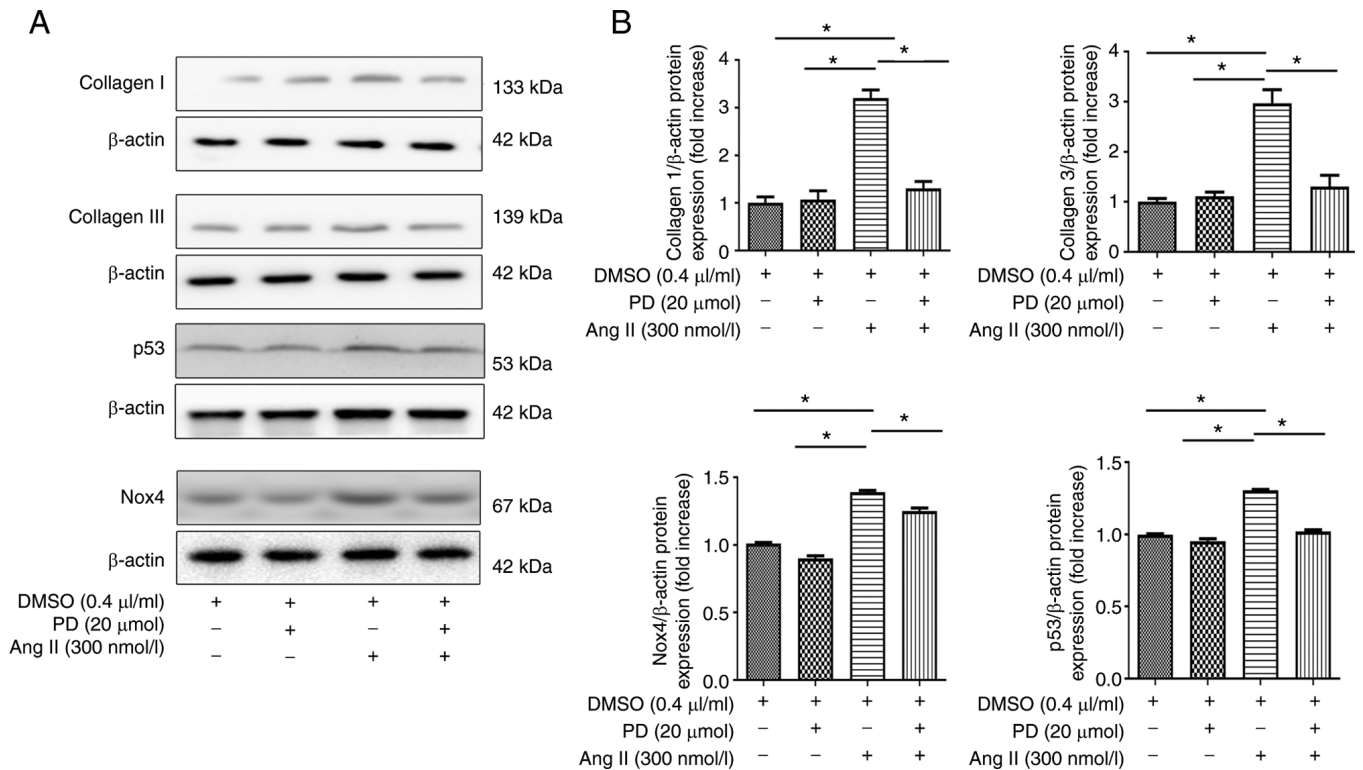 A
Collagen I
133 kDa
β-actin
42 kDa
Collagen III
139 kDa
β-actin
42 kDa
p53
53 kDa
β-actin
42 kDa
Nox4
67 kDa
β-actin
42 kDa
DMSO (0.4 μl/ml) + + + +
PD (20 μmol) – + – +
Ang II (300 nmol/l) – – + +
B
Collagen 1/β-actin protein
expression (fold increase)
* * *
4
3
2
1
0
DMSO (0.4 μl/ml) + + + +
PD (20 μmol) – + – +
Ang II (300 nmol/l) – – + +
Collagen 3/β-actin protein
expression (fold increase)
* * *
4
3
2
1
0
DMSO (0.4 μl/ml) + + + +
PD (20 μmol) – + – +
Ang II (300 nmol/l) – – + +
Nox4/β-actin protein
expression (fold increase)
* * *
1.5
1.0
0.5
0.0
DMSO (0.4 μl/ml) + + + +
PD (20 μmol) – + – +
Ang II (300 nmol/l) – – + +
p53/β-actin protein
expression (fold increase)
* * *
1.5
1.0
0.5
0.0
DMSO (0.4 μl/ml) + + + +
PD (20 μmol) – + – +
Ang II (300 nmol/l) – – + +